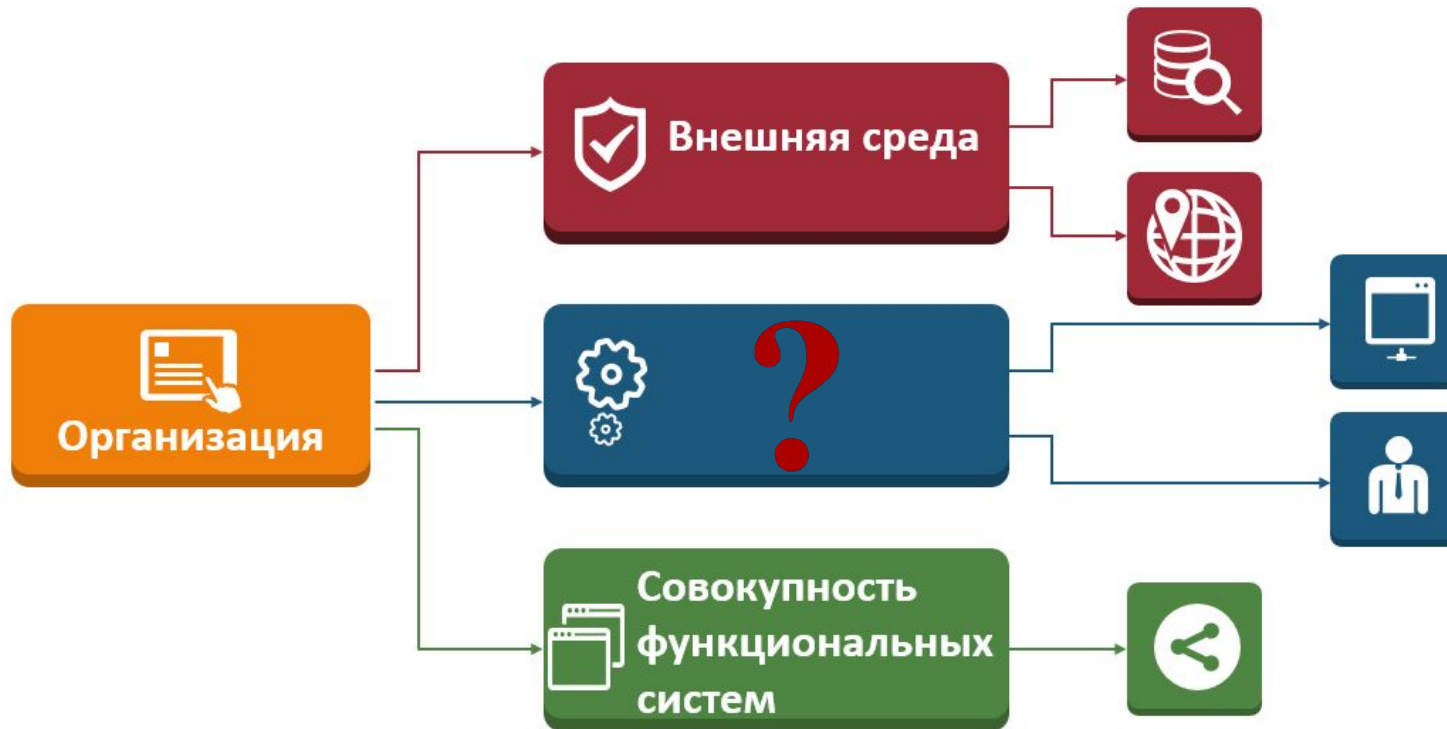 Внешняя среда
Организация
?
Совокупность
функциональных
систем